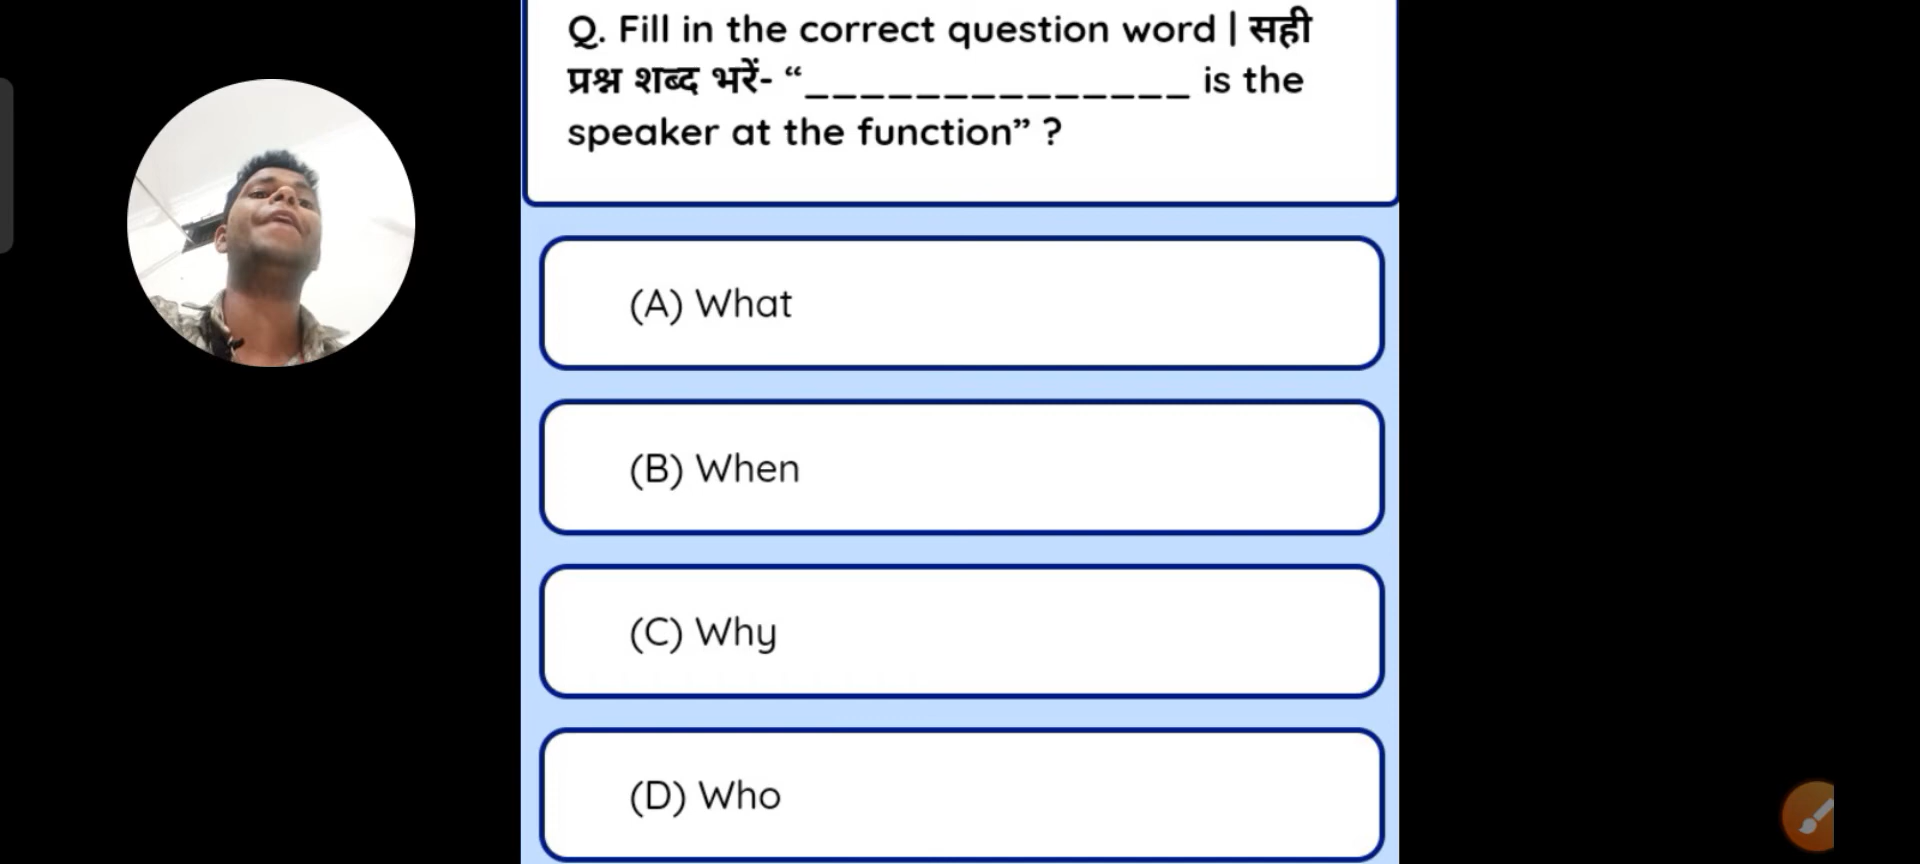 Q. Fill in the correct question word | सही
प्रश्न शब्द भरें- “______________ is the
speaker at the function” ?
(A) What
(B) When
(C) Why
(D) Who